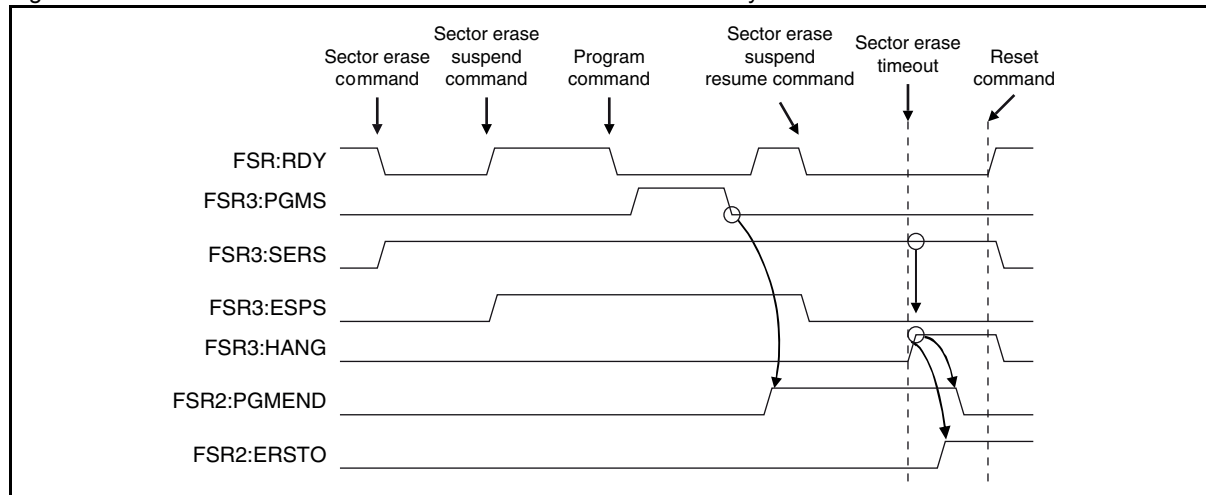 Sector erase
command
Sector erase
suspend
command
Program
command
Sector erase
suspend
resume command
Sector erase
timeout
Reset
command
FSR:RDY
FSR3:PGMS
FSR3:SERS
FSR3:ESPS
FSR3:HANG
FSR2:PGMEND
FSR2:ERSTO